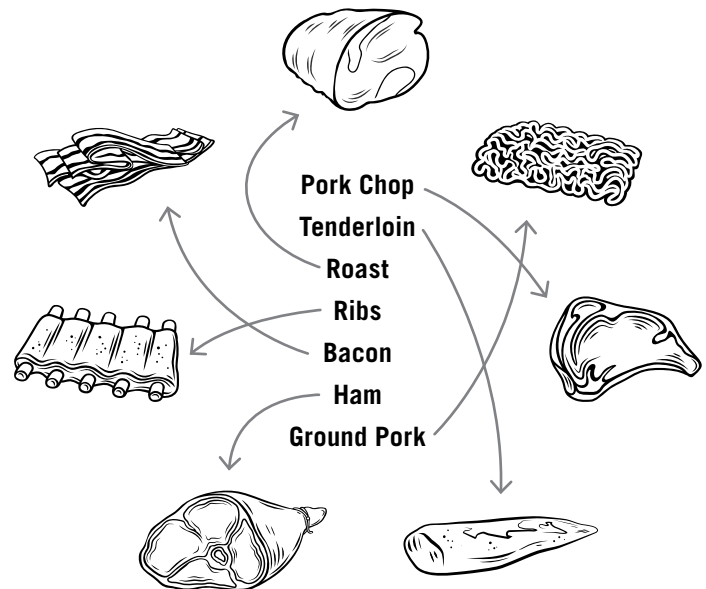 Pork Chop
Tenderloin
Roast
Ribs
Bacon
Ham
Ground Pork